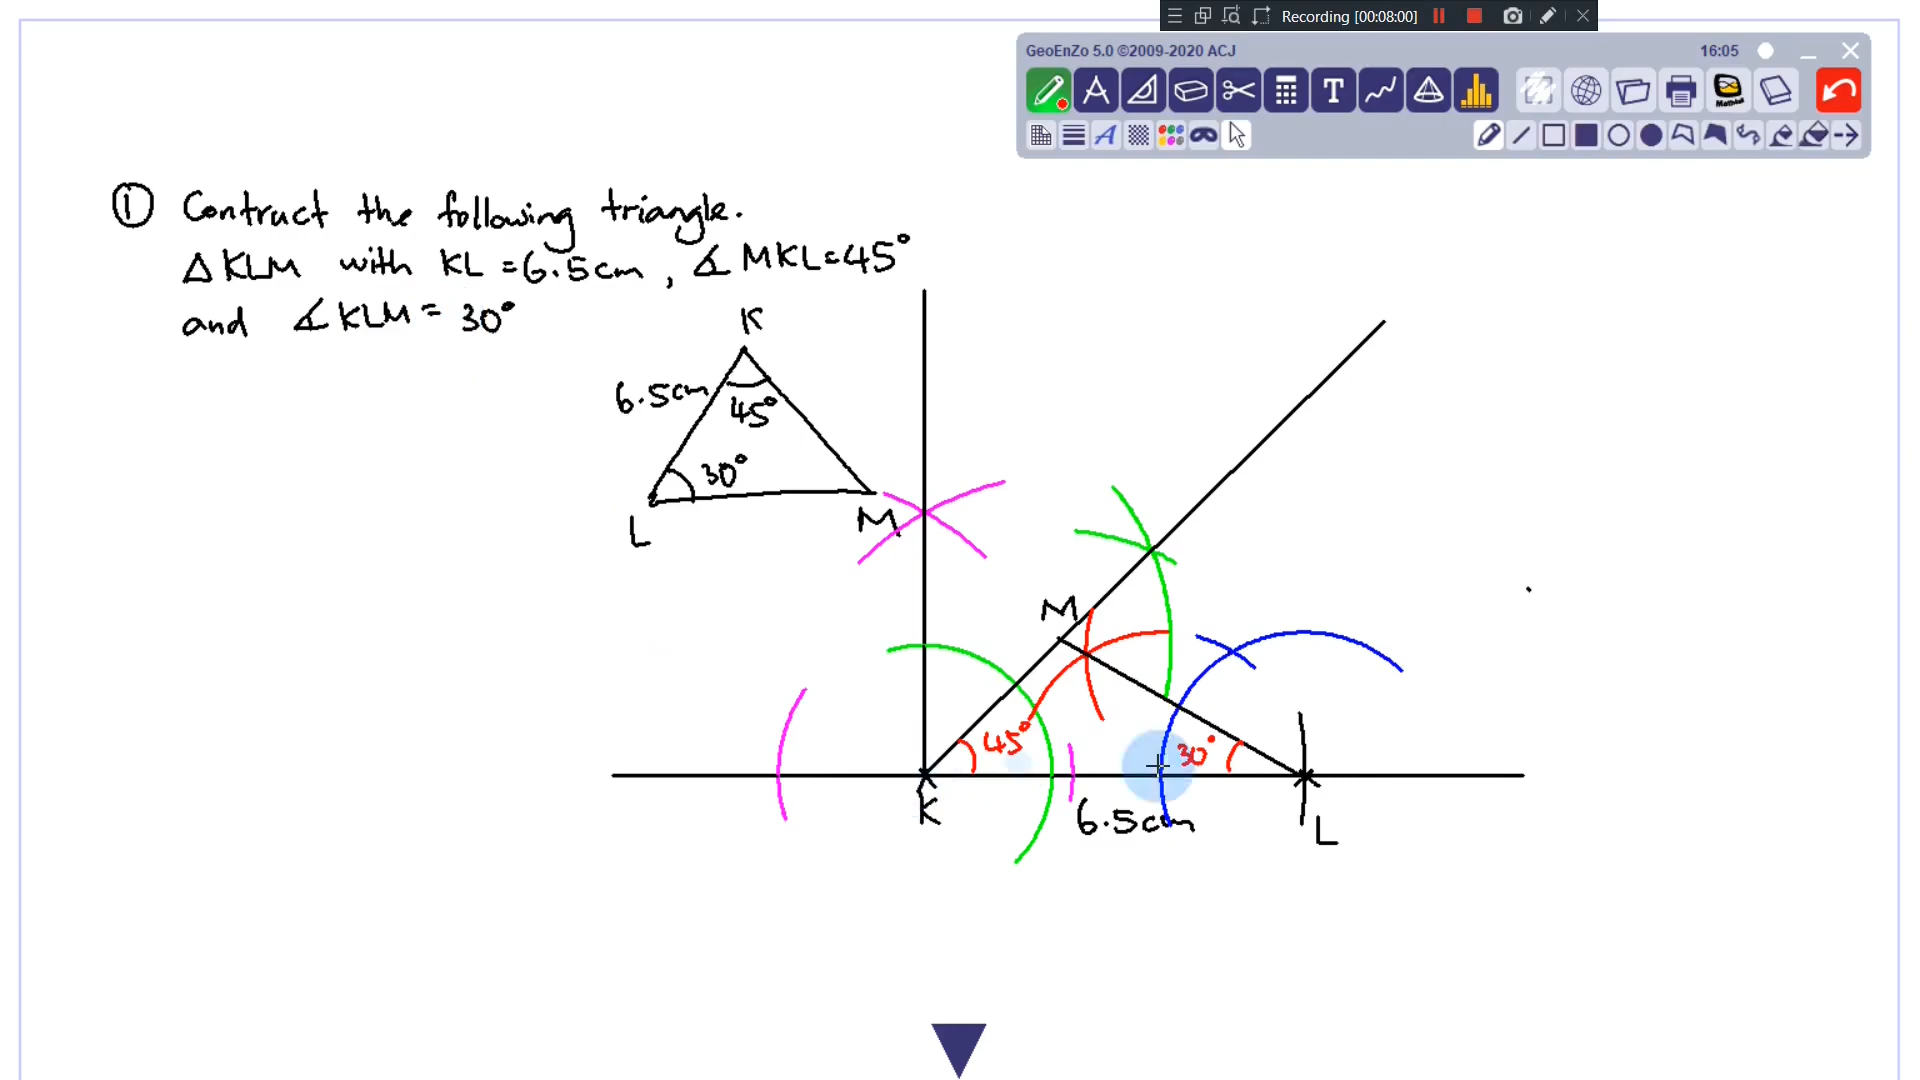 Recording [00:08:00]
GeoEnZo 5.0 ©2009-2020 ACJ 16:05
① Contruct the following triangle.
△KLM with KL = 6.5cm, ∡MKL=45°
and ∡KLM = 30°
K
6.5cm
45°
30°
L
M
M
45°
30°
K
6.5cm
L